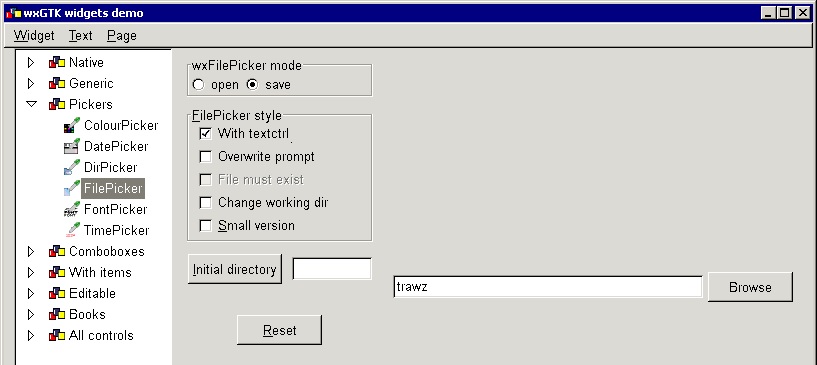 wxGTK widgets demo
Widget Text Page
Native
Generic
Pickers
ColourPicker
DatePicker
DirPicker
FilePicker
FontPicker
TimePicker
Comboboxes
With items
Editable
Books
All controls
wxFilePicker mode
open save
FilePicker style
With textctrl
Overwrite prompt
File must exist
Change working dir
Small version
Initial directory
trawz Browse
Reset